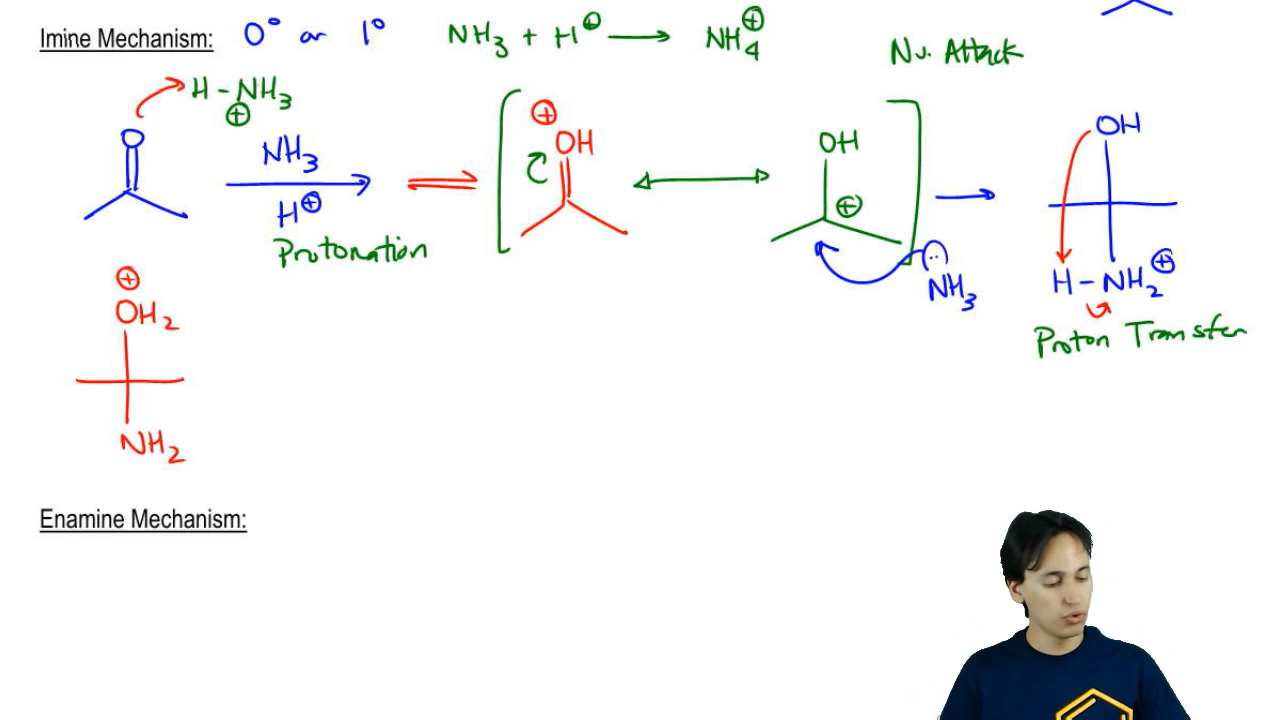 Imine Mechanism: 0° or 1° NH3 + H⊕ → NH4⊕
Nu. Attack
H-NH3
⊕
O
NH3
H⊕
Protonation
⊕
OH
OH
⊕
NH3
OH
H-NH2⊕
Proton Transfer
⊕
OH2
NH2
Enamine Mechanism: